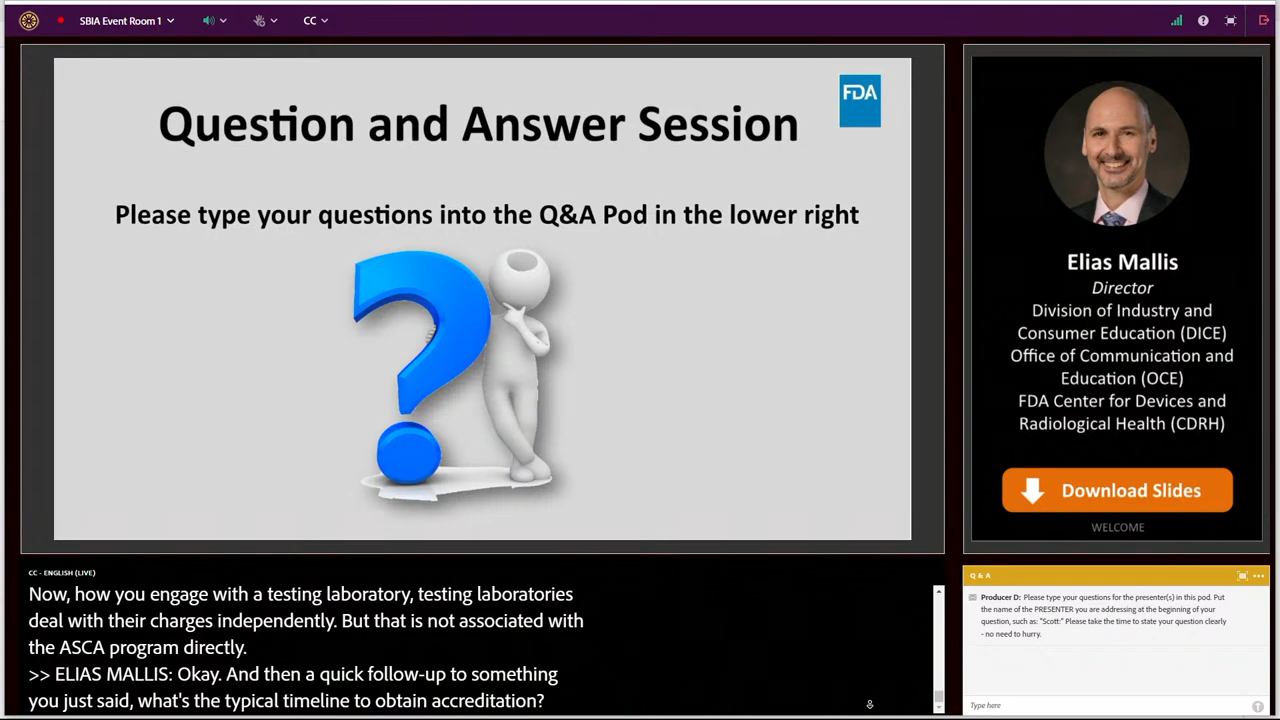 SBIA Event Room 1
CC
Question and Answer Session
FDA
Please type your questions into the Q&A Pod in the lower right
Elias Mallis
Director
Division of Industry and
Consumer Education (DICE)
Office of Communication and
Education (OCE)
FDA Center for Devices and
Radiological Health (CDRH)
Download Slides
WELCOME
CC - ENGLISH (LIVE)
Now, how you engage with a testing laboratory, testing laboratories
deal with their charges independently. But that is not associated with
the ASCA program directly.
>> ELIAS MALLIS: Okay. And then a quick follow-up to something
you just said, what's the typical timeline to obtain accreditation?
Q & A
Producer D: Please type your questions for the presenter(s) in this pod. Put
the name of the PRESENTER you are addressing at the beginning of your
question, such as: "Scott:" Please take the time to state your question clearly
- no need to hurry.
Type here